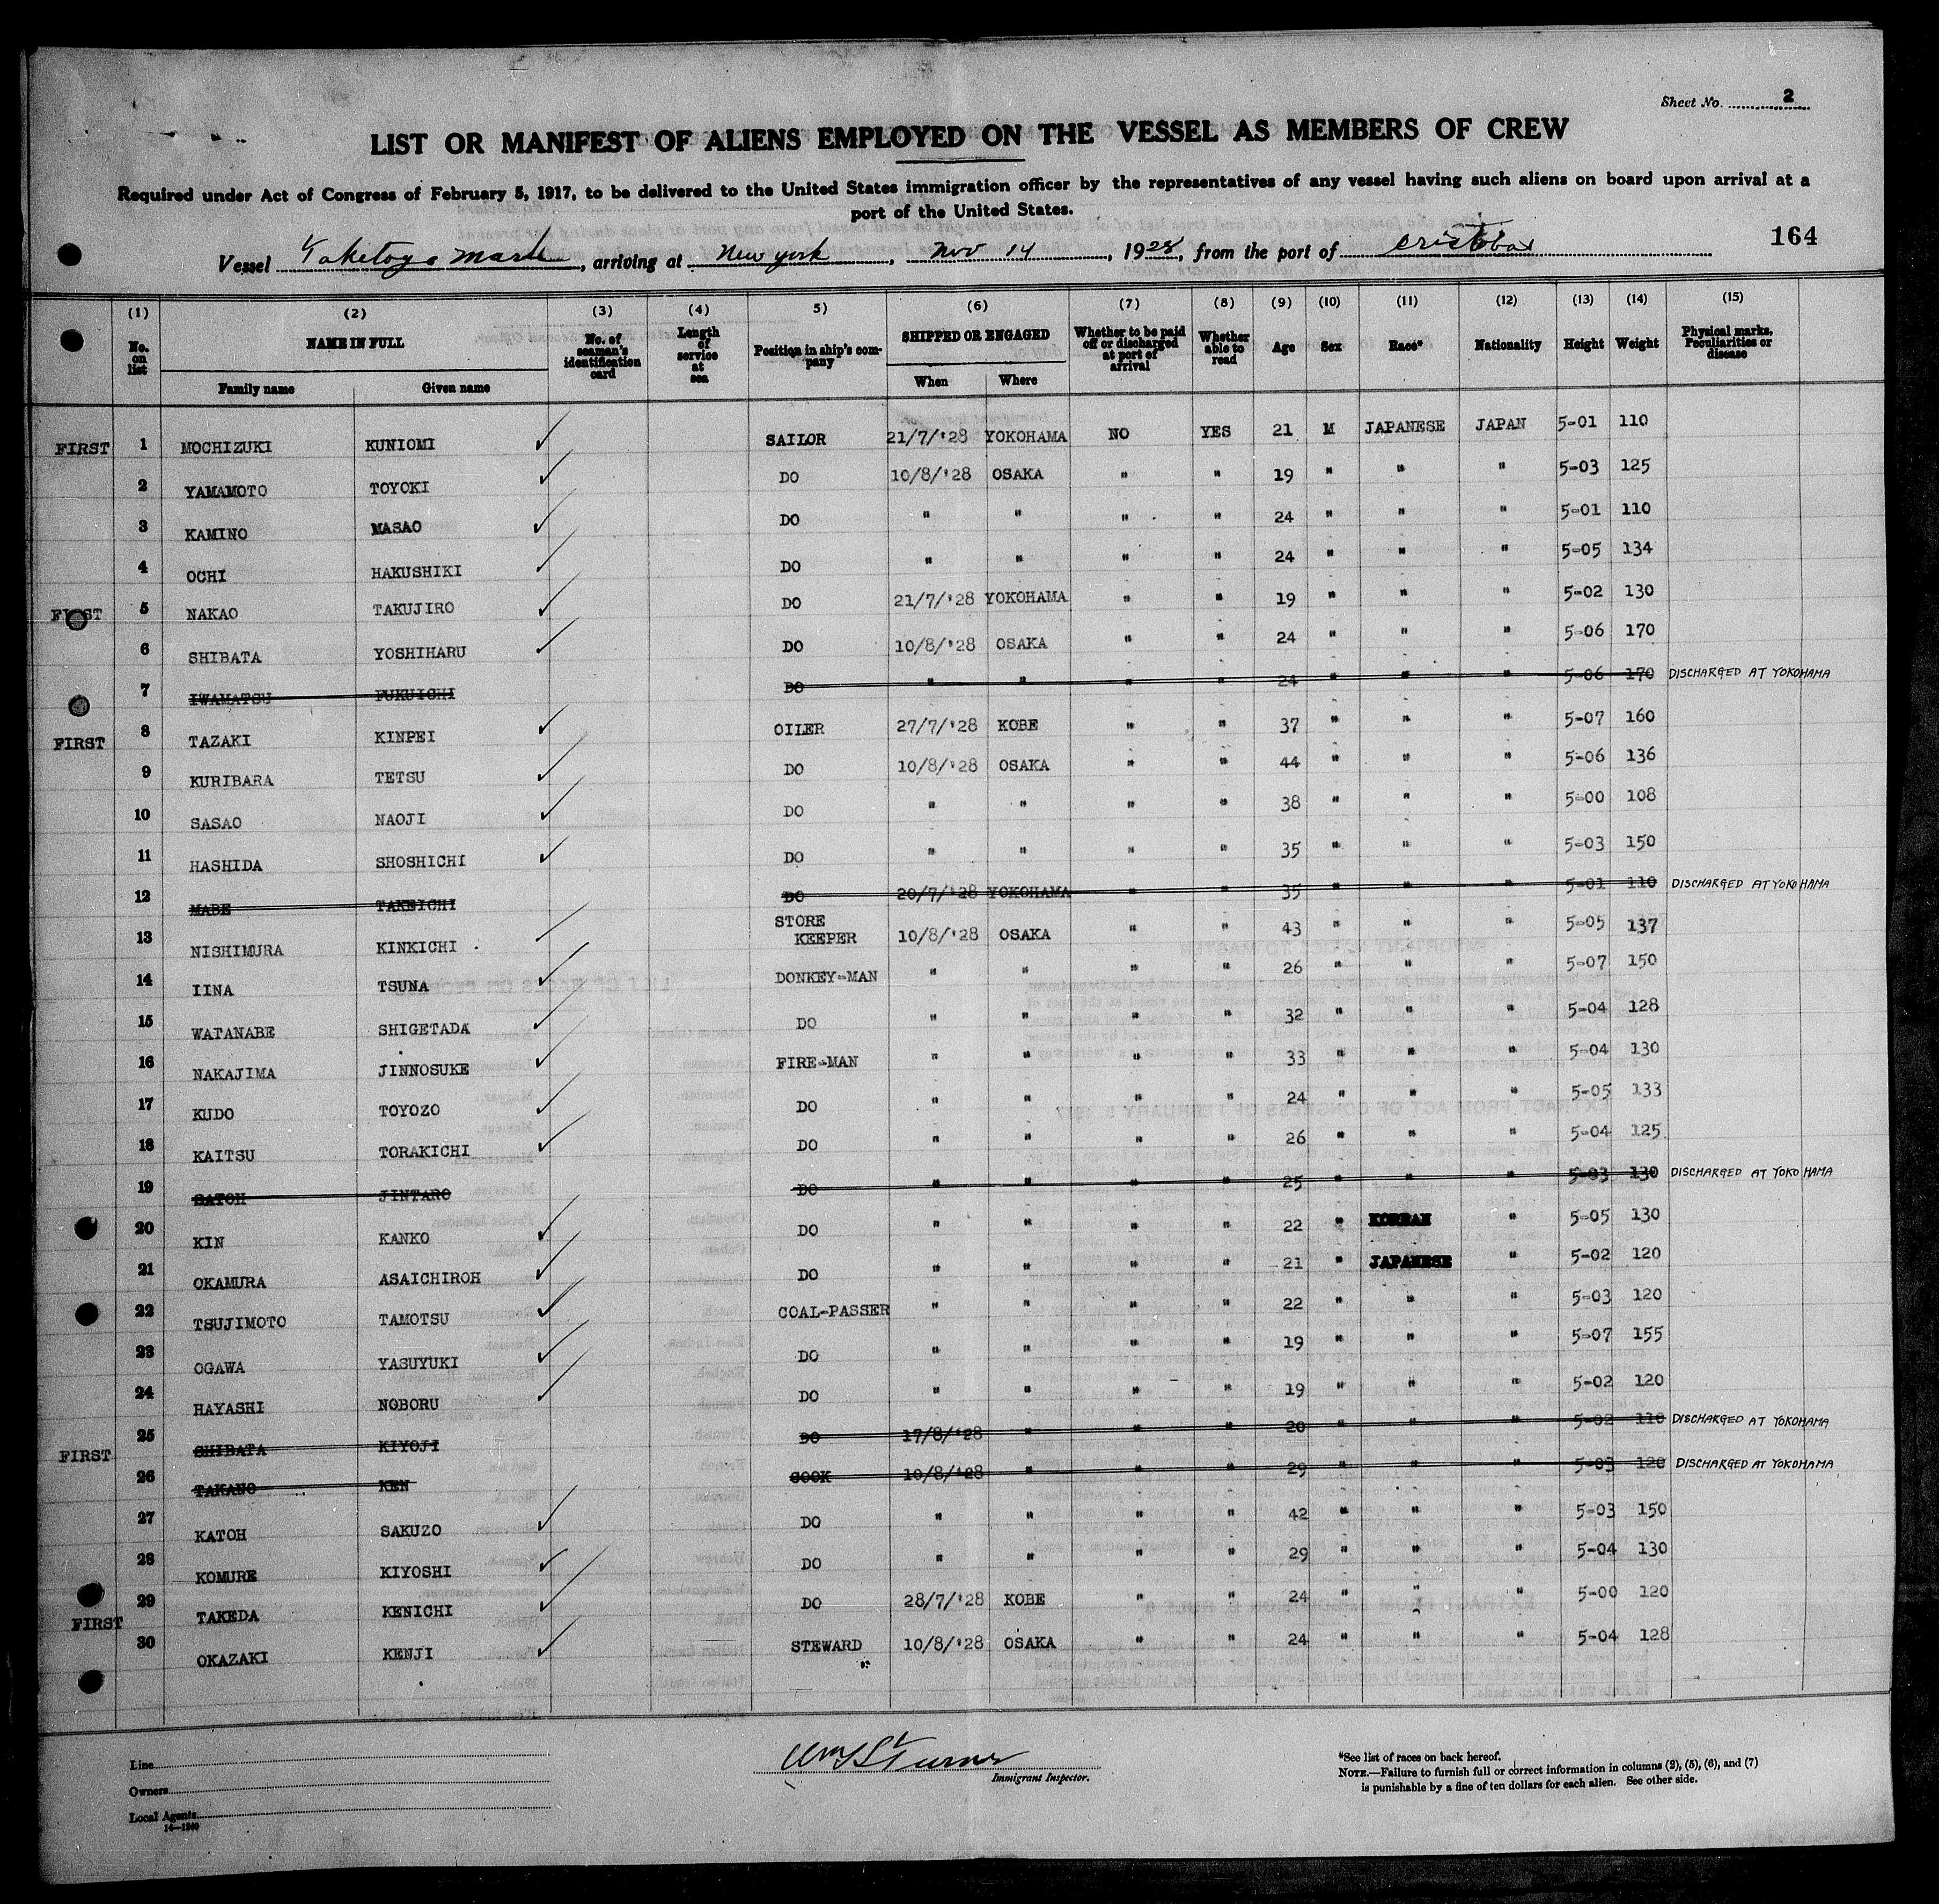 Sheet No. 2
LIST OR MANIFEST OF ALIENS EMPLOYED ON THE VESSEL AS MEMBERS OF CREW
Required under Act of Congress of February 5, 1917, to be delivered to the United States immigration officer by the representatives of any vessel having such aliens on board upon arrival at a
port of the United States.
164
Vessel Taketoyo Maru, arriving at New York, Nov 14, 1928, from the port of Cristobal
(1) (2) (3) (4) 5) (6) (7) (8) (9) (10) (11) (12) (13) (14) (15)
No. on list NAME IN FULL Family name Given name No. of seaman's identification card Length of service at sea Position in ship's company SHIPPED OR ENGAGED When Where Whether to be paid off or discharged at port of arrival Whether able to read Age Sex Race* Nationality Height Weight Physical marks, Peculiarities or disease
FIRST 1 MOCHIZUKI KUNIOMI ✓ SAILOR 21/7/'28 YOKOHAMA NO YES 21 M JAPANESE JAPAN 5-01 110
2 YAMAMOTO TOYOKI ✓ DO 10/8/'28 OSAKA " " 19 " " " 5-03 125
3 KAMINO MASAO ✓ DO " " " " 24 " " " 5-01 110
4 OCHI HAKUSHIKI ✓ DO " " " " 24 " " " 5-05 134
FIRST 5 NAKAO TAKUJIRO ✓ DO 21/7/'28 YOKOHAMA " " 19 " " " 5-02 130
6 SHIBATA YOSHIHARU ✓ DO 10/8/'28 OSAKA " " 24 " " " 5-06 170
7 IWAMATSU FUKUICHI DO " " " " 24 " " " 5-06 170 DISCHARGED AT YOKOHAMA
FIRST 8 TAZAKI KINPEI ✓ OILER 27/7/'28 KOBE " " 37 " " " 5-07 160
9 KURIBARA TETSU ✓ DO 10/8/'28 OSAKA " " 44 " " " 5-06 136
10 SASAO NAOJI ✓ DO " " " " 38 " " " 5-00 108
11 HASHIDA SHOSHICHI ✓ DO " " " " 35 " " " 5-03 150
12 MABE TAKEICHI DO 20/7/'28 YOKOHAMA " " 35 " " " 5-01 110 DISCHARGED AT YOKOHAMA
13 NISHIMURA KINKICHI STORE KEEPER 10/8/'28 OSAKA " " 43 " " " 5-05 137
14 IINA TSUNA ✓ DONKEY-MAN " " " " 26 " " " 5-07 150
15 WATANABE SHIGETADA ✓ DO " " " " 32 " " " 5-04 128
16 NAKAJIMA JINNOSUKE ✓ FIRE-MAN " " " " 33 " " " 5-04 130
17 KUDO TOYOZO ✓ DO " " " " 24 " " " 5-05 133
18 KAITSU TORAKICHI ✓ DO " " " " 26 " " " 5-04 125
19 SATOH JINTARO DO " " " " 25 " " " 5-03 130 DISCHARGED AT YOKOHAMA
20 KIN KANKO ✓ DO " " " " 22 " KOREAN " 5-05 130
21 OKAMURA ASAICHIROH ✓ DO " " " " 21 " JAPANESE " 5-02 120
22 TSUJIMOTO TAMOTSU ✓ COAL-PASSER " " " " 22 " " " 5-03 120
23 OGAWA YASUYUKI ✓ DO " " " " 19 " " " 5-07 155
24 HAYASHI NOBORU ✓ DO " " " " 19 " " " 5-02 120
FIRST 25 SHIBATA KIYOJI DO 17/8/'28 " " " 20 " " " 5-02 110 DISCHARGED AT YOKOHAMA
26 TAKANO KEN COOK 10/8/'28 " " " 29 " " " 5-03 120 DISCHARGED AT YOKOHAMA
27 KATOH SAKUZO ✓ DO " " " " 42 " " " 5-03 150
28 KOMURE KIYOSHI ✓ DO " " " " 29 " " " 5-04 130
FIRST 29 TAKEDA KENICHI ✓ DO 28/7/'28 KOBE " " 24 " " " 5-00 120
30 OKAZAKI KENJI ✓ STEWARD 10/8/'28 OSAKA " " 24 " " " 5-04 128
Line
Owners
Local Agents
14—1240
Immigrant Inspector.
*See list of races on back hereof.
NOTE.—Failure to furnish full or correct information in columns (2), (5), (6), and (7)
is punishable by a fine of ten dollars for each alien. See other side.